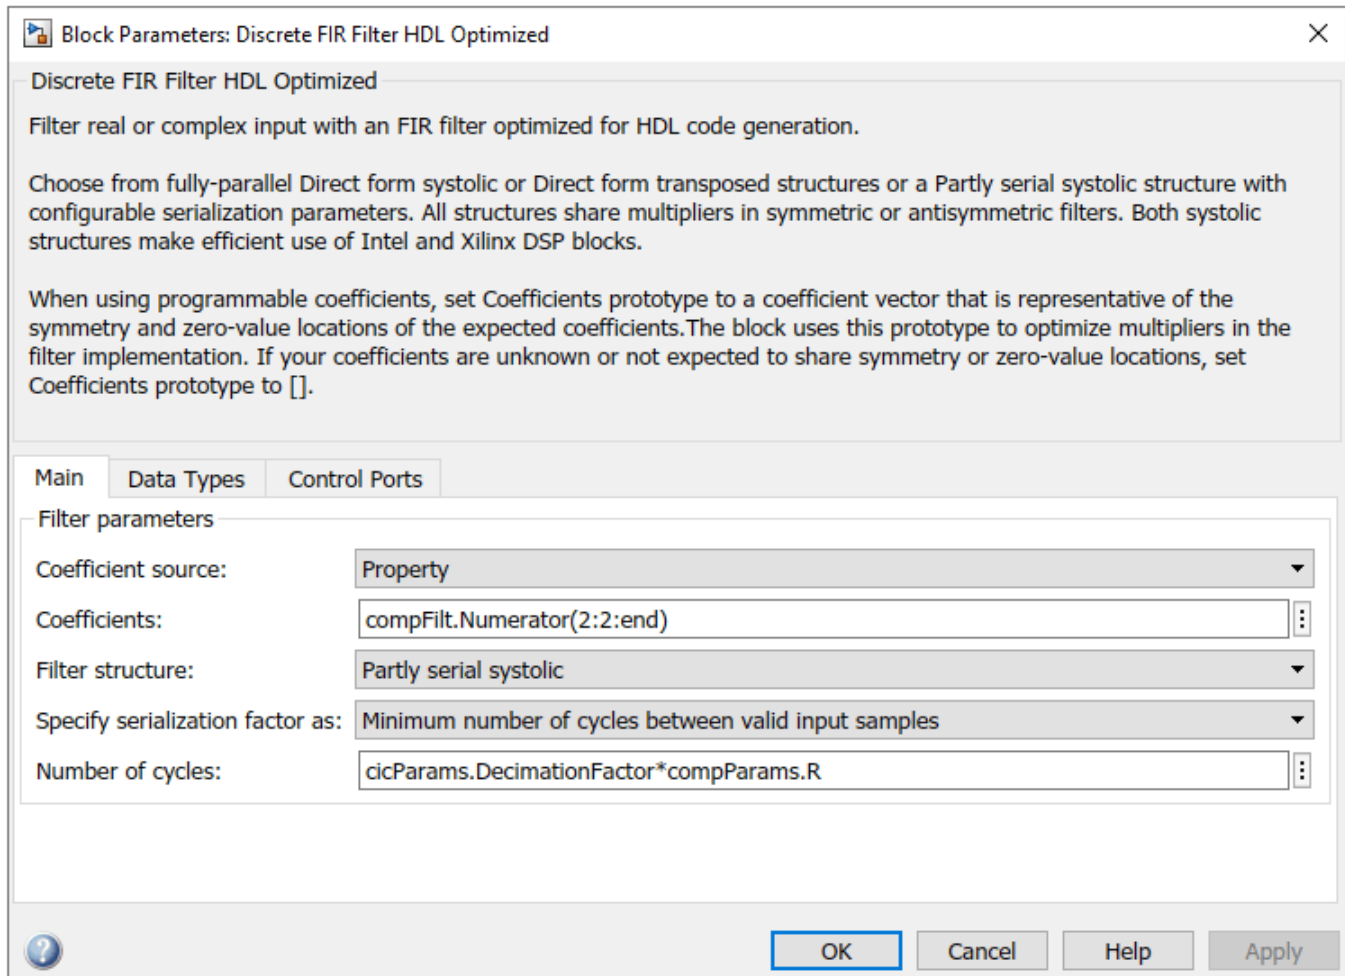 Block Parameters: Discrete FIR Filter HDL Optimized
Discrete FIR Filter HDL Optimized
Filter real or complex input with an FIR filter optimized for HDL code generation.
Choose from fully-parallel Direct form systolic or Direct form transposed structures or a Partly serial systolic structure with
configurable serialization parameters. All structures share multipliers in symmetric or antisymmetric filters. Both systolic
structures make efficient use of Intel and Xilinx DSP blocks.
When using programmable coefficients, set Coefficients prototype to a coefficient vector that is representative of the
symmetry and zero-value locations of the expected coefficients.The block uses this prototype to optimize multipliers in the
filter implementation. If your coefficients are unknown or not expected to share symmetry or zero-value locations, set
Coefficients prototype to [].
Main Data Types Control Ports
Filter parameters
Coefficient source: Property
Coefficients: compFilt.Numerator(2:2:end)
Filter structure: Partly serial systolic
Specify serialization factor as: Minimum number of cycles between valid input samples
Number of cycles: cicParams.DecimationFactor*compParams.R
? OK Cancel Help Apply